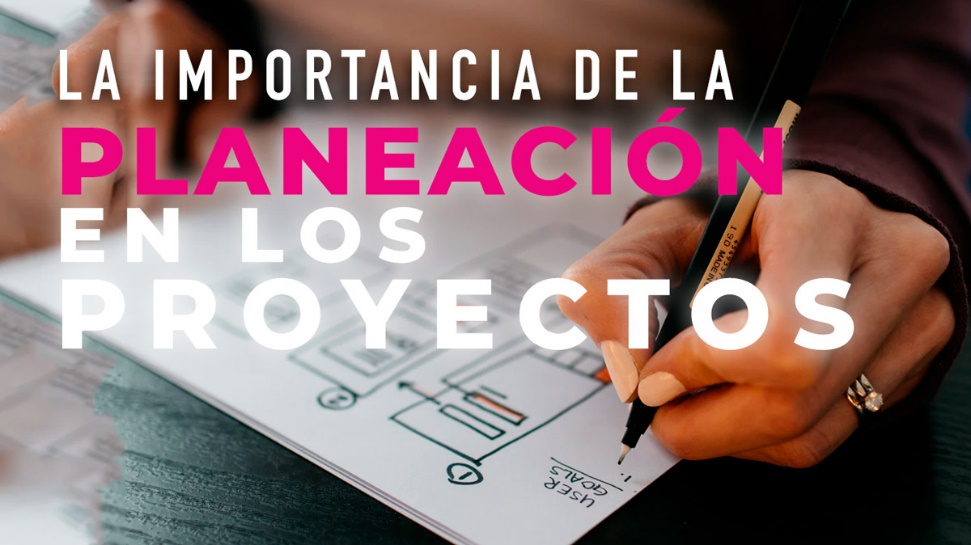 LA IMPORTANCIA DE LA
PLANEACIÓN
EN LOS
PROYECTOS
USER
GOALS
1.